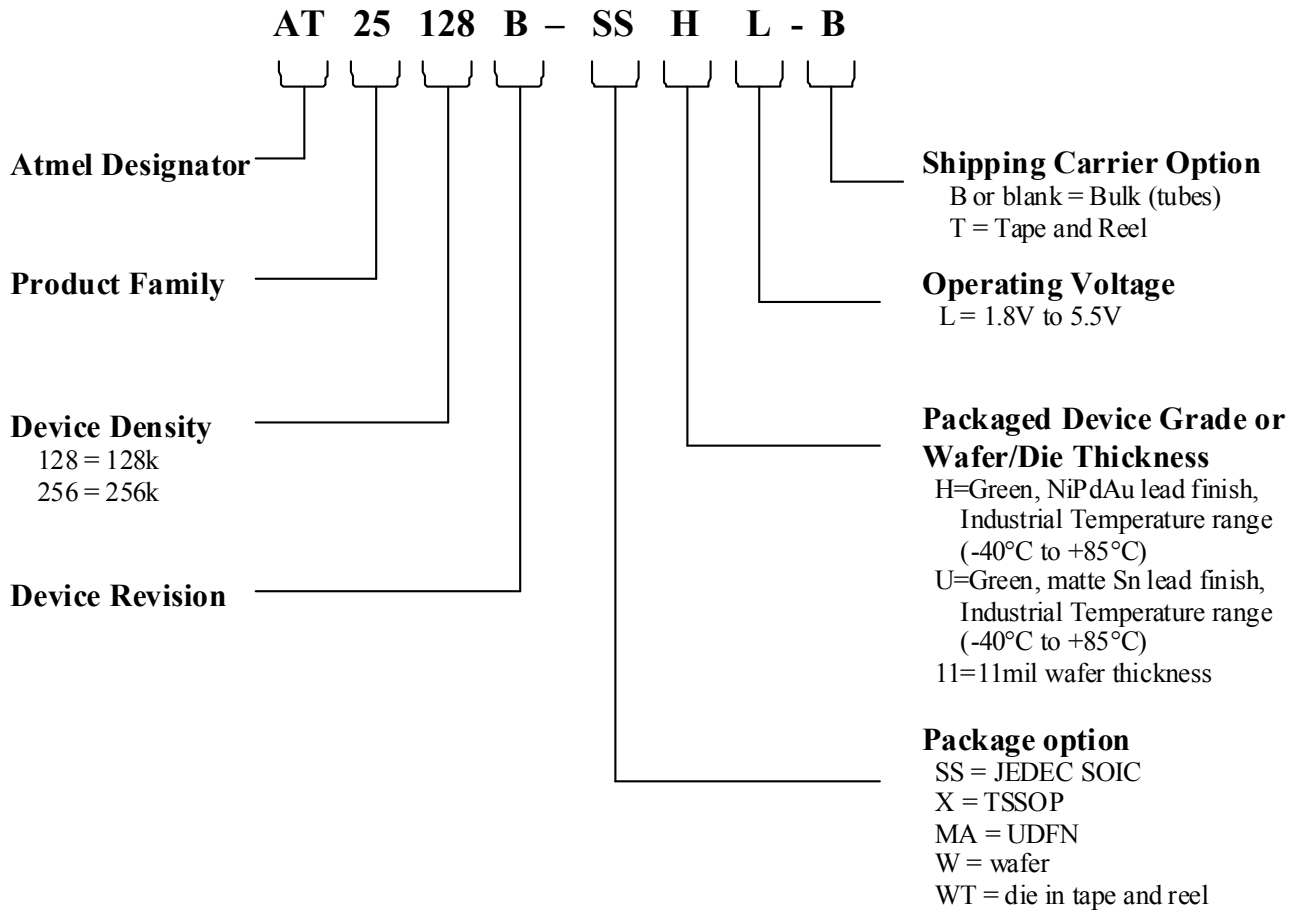 AT 25 128 B – SS H L - B
Atmel Designator
Product Family
Device Density
128 = 128k
256 = 256k
Device Revision
Shipping Carrier Option
B or blank = Bulk (tubes)
T = Tape and Reel
Operating Voltage
L = 1.8V to 5.5V
Packaged Device Grade or
Wafer/Die Thickness
H=Green, NiPdAu lead finish,
Industrial Temperature range
(-40°C to +85°C)
U=Green, matte Sn lead finish,
Industrial Temperature range
(-40°C to +85°C)
11=11mil wafer thickness
Package option
SS = JEDEC SOIC
X = TSSOP
MA = UDFN
W = wafer
WT = die in tape and reel